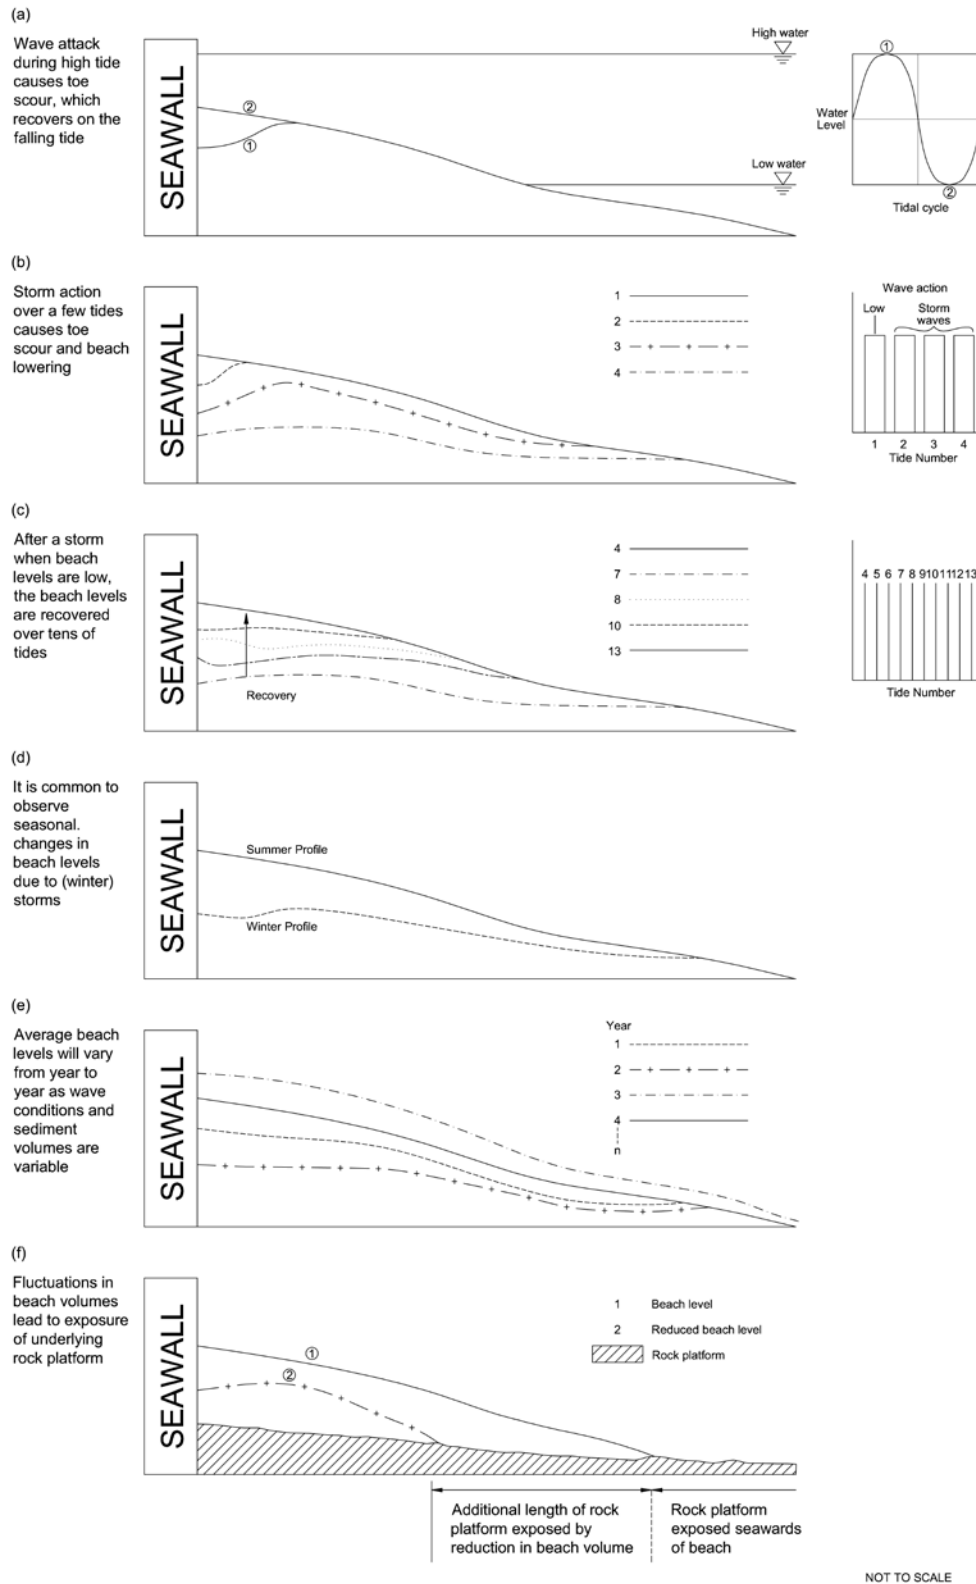 (a)
Wave attack
during high tide
causes toe
scour, which
recovers on the
falling tide
SEAWALL
②
①
High water
Low water
①
Water
Level
②
Tidal cycle
(b)
Storm action
over a few tides
causes toe
scour and beach
lowering
SEAWALL
1
2
3
4
Wave action
Low
Storm
waves
1 2 3 4
Tide Number
(c)
After a storm
when beach
levels are low,
the beach levels
are recovered
over tens of
tides
SEAWALL
Recovery
4
7
8
10
13
4 5 6 7 8 9 10 11 12 13
Tide Number
(d)
It is common to
observe
seasonal.
changes in
beach levels
due to (winter)
storms
SEAWALL
Summer Profile
Winter Profile
(e)
Average beach
levels will vary
from year to
year as wave
conditions and
sediment
volumes are
variable
SEAWALL
Year
1
2
3
4
n
(f)
Fluctuations in
beach volumes
lead to exposure
of underlying
rock platform
SEAWALL
①
②
1 Beach level
2 Reduced beach level
Rock platform
Additional length of rock
platform exposed by
reduction in beach volume
Rock platform
exposed seawards
of beach
NOT TO SCALE